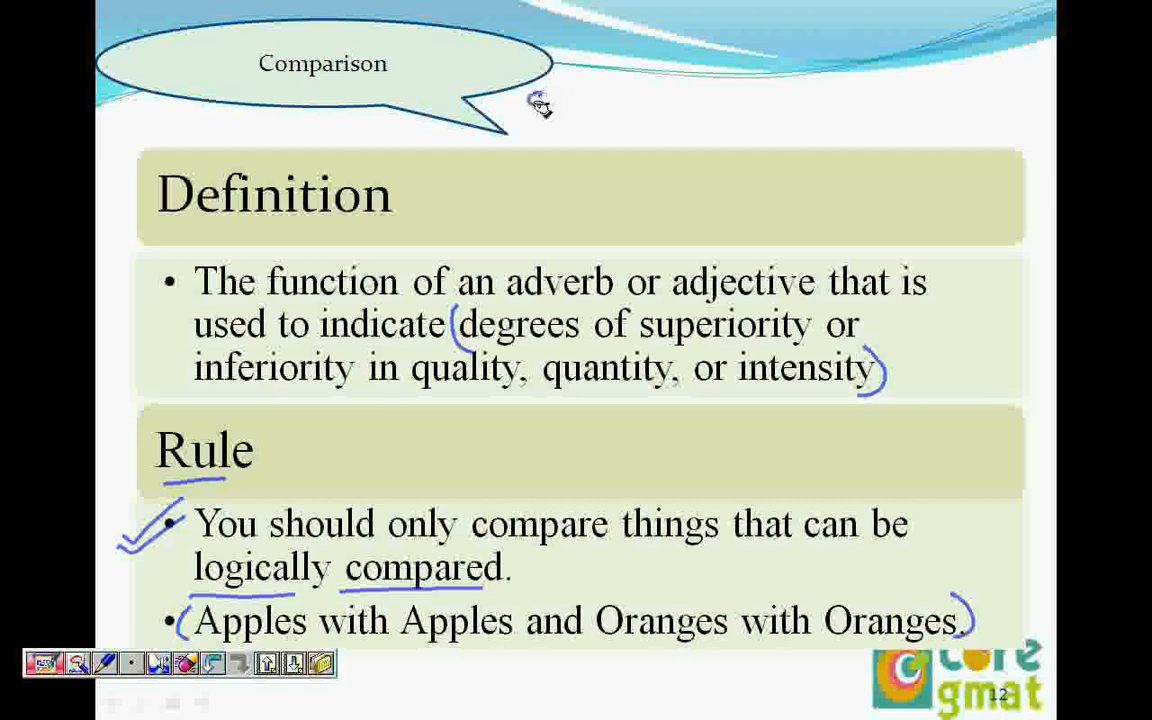 Comparison
Definition
• The function of an adverb or adjective that is
used to indicate degrees of superiority or
inferiority in quality, quantity, or intensity
Rule
• You should only compare things that can be
logically compared.
• Apples with Apples and Oranges with Oranges.
core
gmat
12